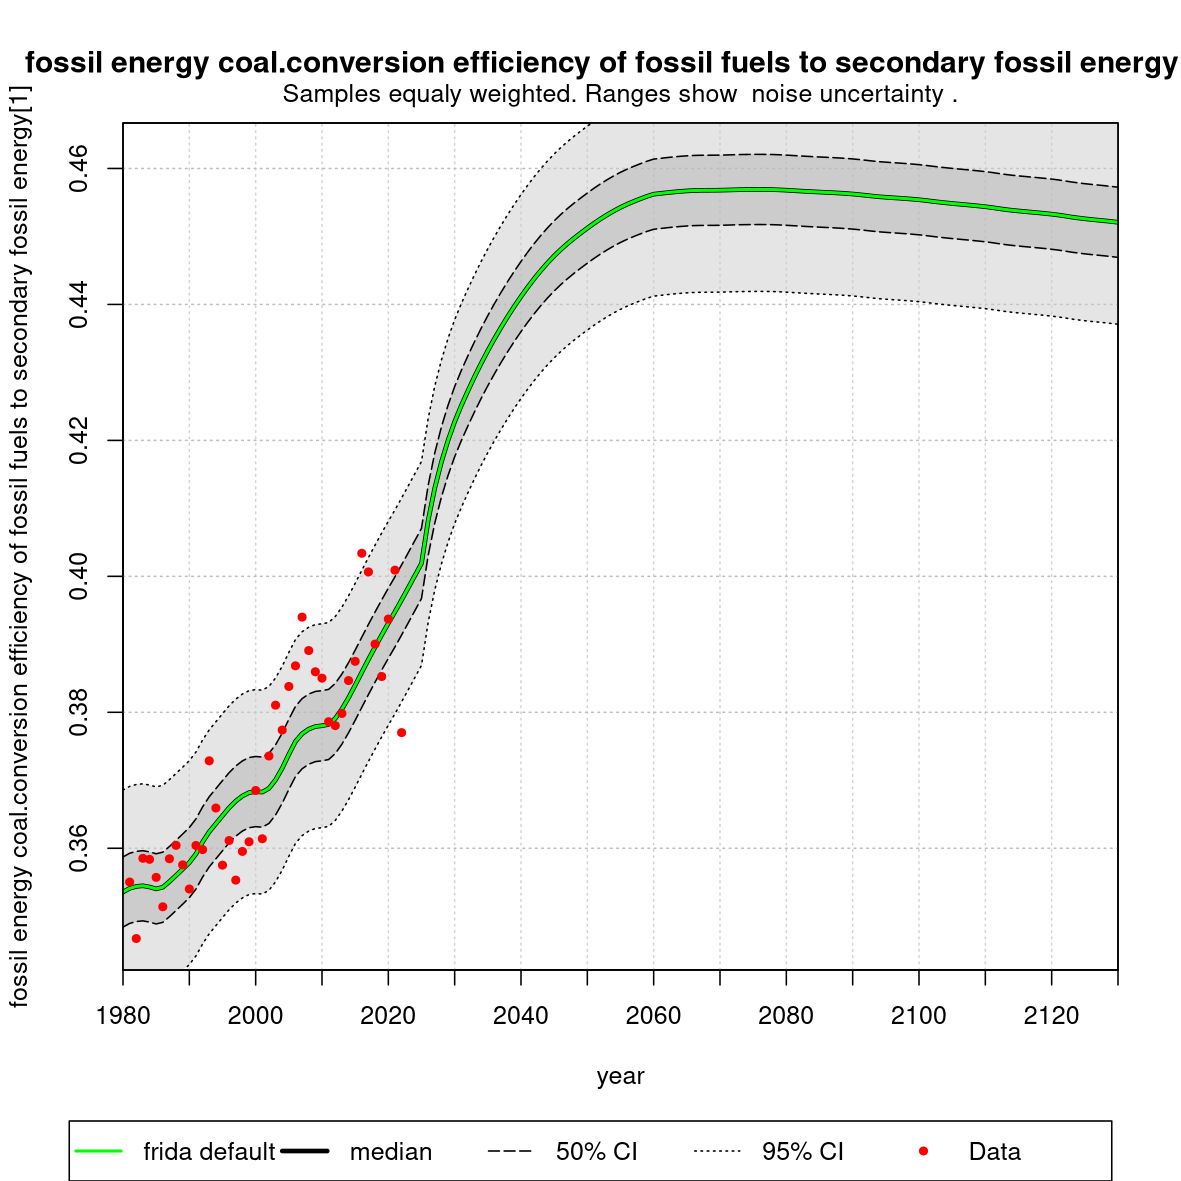 fossil energy coal.conversion efficiency of fossil fuels to secondary fossil energy
Samples equaly weighted. Ranges show  noise uncertainty .
fossil energy coal.conversion efficiency of fossil fuels to secondary fossil energy[1]
0.46
0.44
0.42
0.40
0.38
0.36
1980 2000 2020 2040 2060 2080 2100 2120
year
frida default median 50% CI 95% CI Data